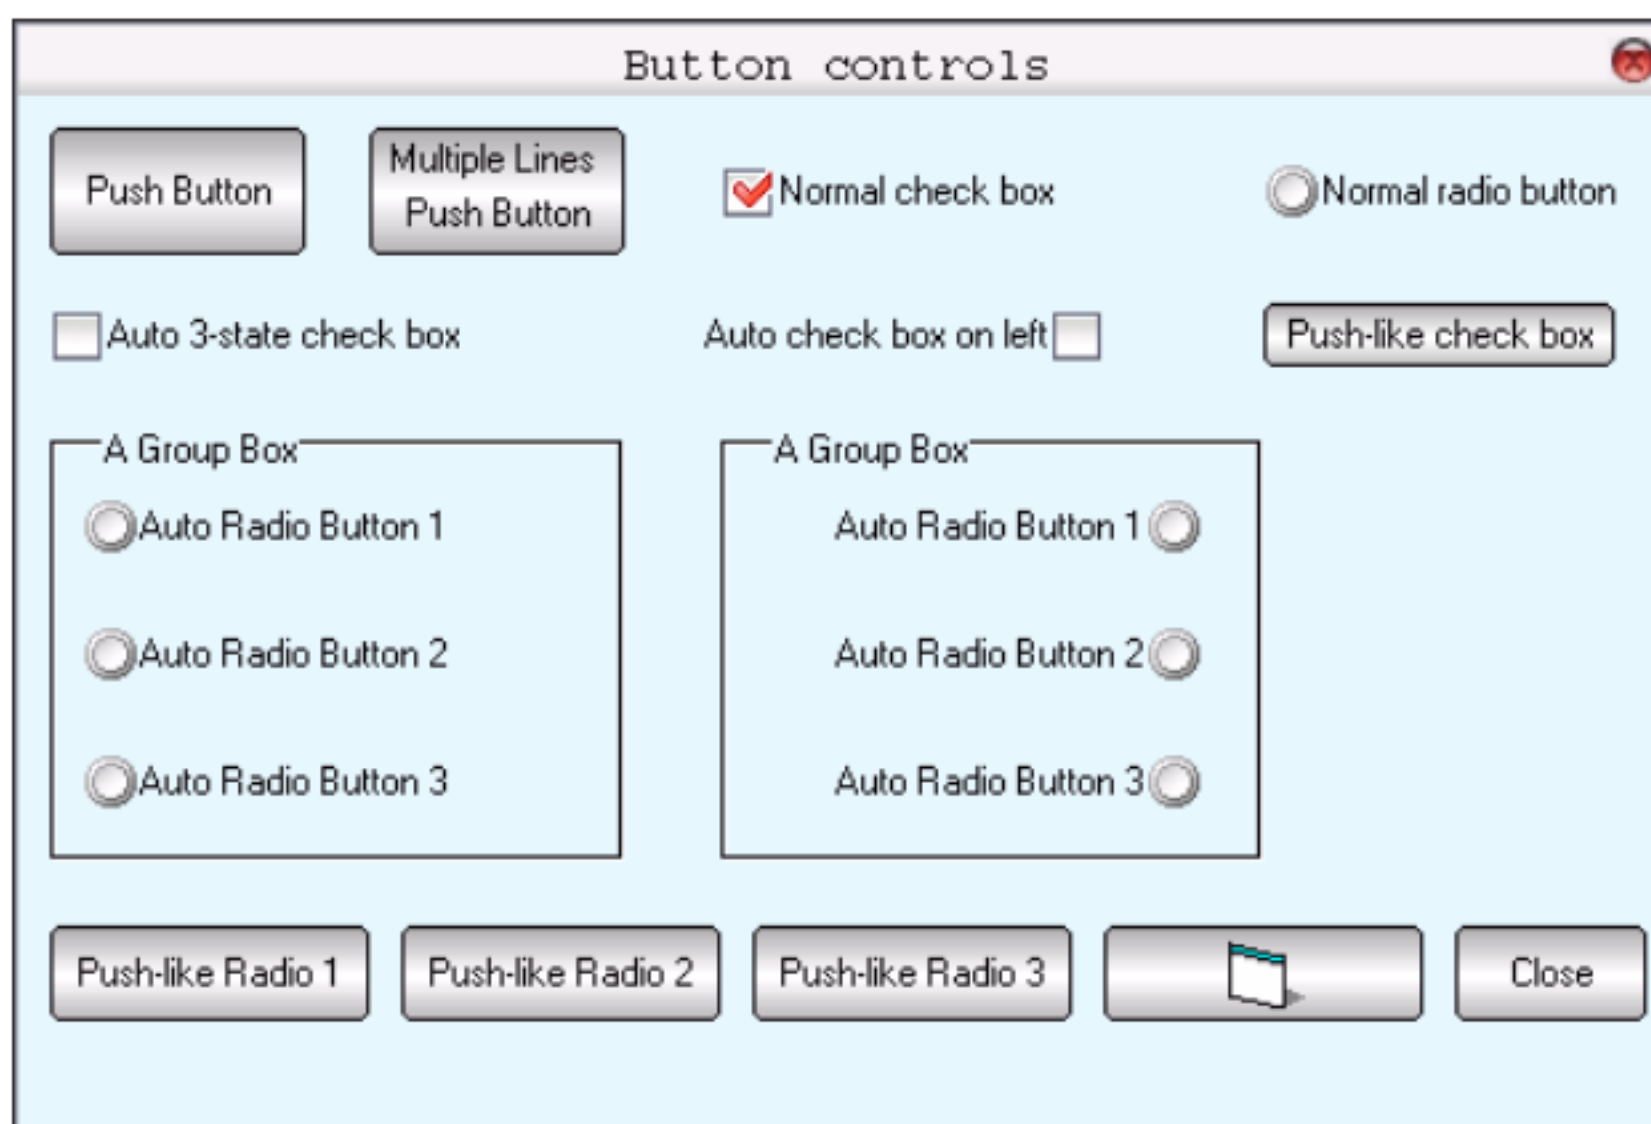 Button controls
Push Button
Multiple Lines
Push Button
Normal check box
Normal radio button
Auto 3-state check box
Auto check box on left
Push-like check box
A Group Box
Auto Radio Button 1
Auto Radio Button 2
Auto Radio Button 3
A Group Box
Auto Radio Button 1
Auto Radio Button 2
Auto Radio Button 3
Push-like Radio 1
Push-like Radio 2
Push-like Radio 3
Close